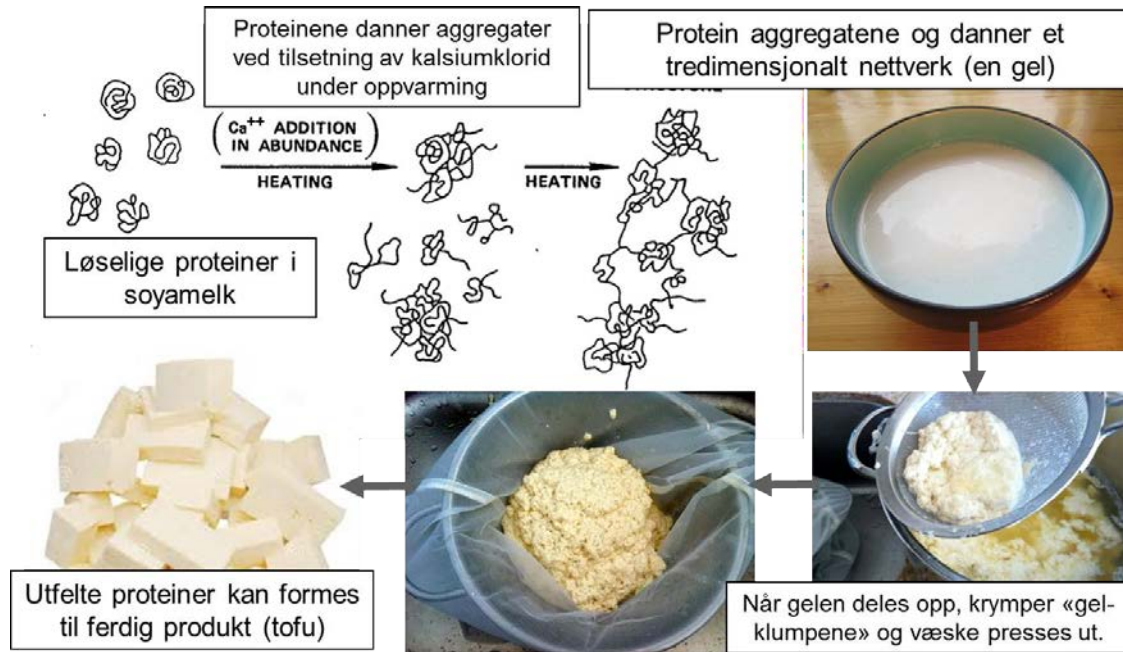 Proteinene danner aggregater
ved tilsetning av kalsiumklorid
under oppvarming
Protein aggregatene og danner et
tredimensjonalt nettverk (en gel)
Ca++ ADDITION
IN ABUNDANCE
HEATING
HEATING
Løselige proteiner i
soyamelk
Utfelte proteiner kan formes
til ferdig produkt (tofu)
Når gelen deles opp, krymper «gel-
klumpene» og væske presses ut.